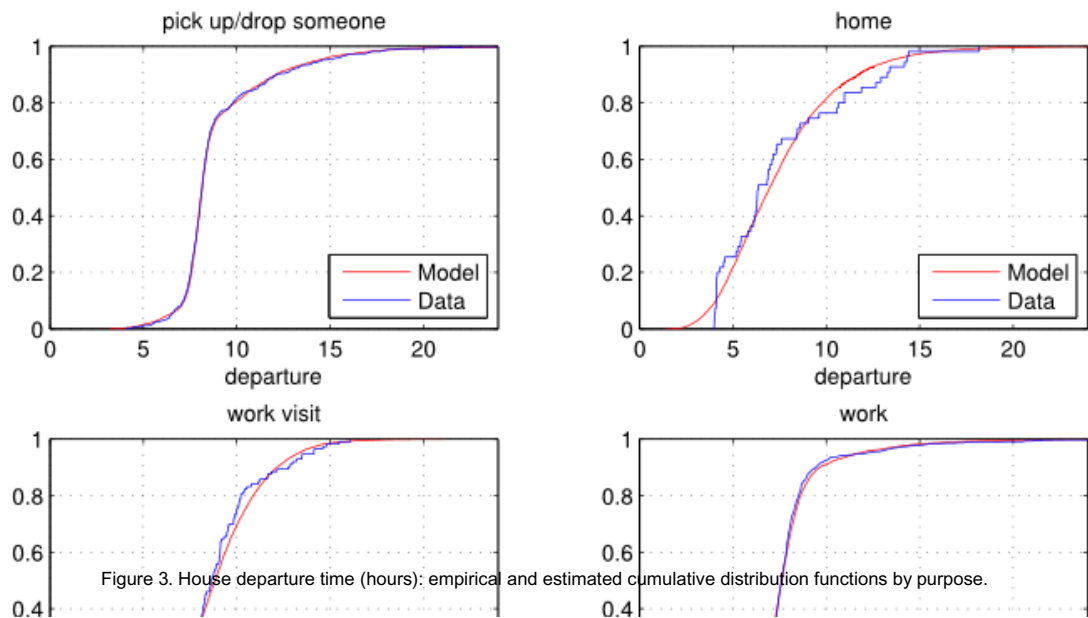 pick up/drop someone
1
0.8
0.6
0.4
0.2
0
0 5 10 15 20
departure
Model
Data
home
1
0.8
0.6
0.4
0.2
0
0 5 10 15 20
departure
Model
Data
work visit
1
0.8
0.6
0.4
work
1
0.8
0.6
0.4
Figure 3. House departure time (hours): empirical and estimated cumulative distribution functions by purpose.